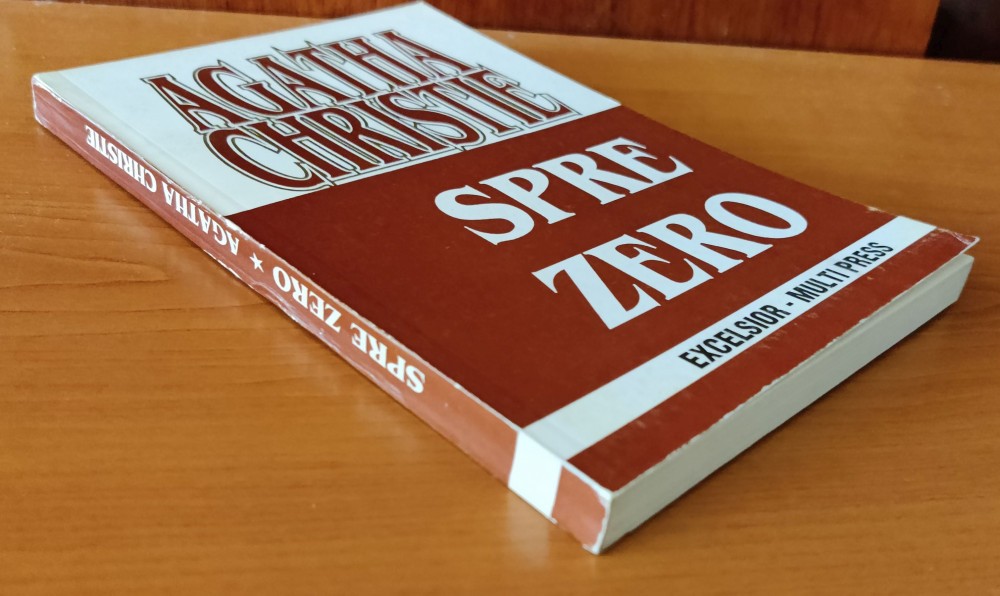 AGATHA
CHRISTIE
SPRE
ZERO
EXCELSIOR - MULTI PRESS
SPRE ZERO ★ AGATHA CHRISTIE